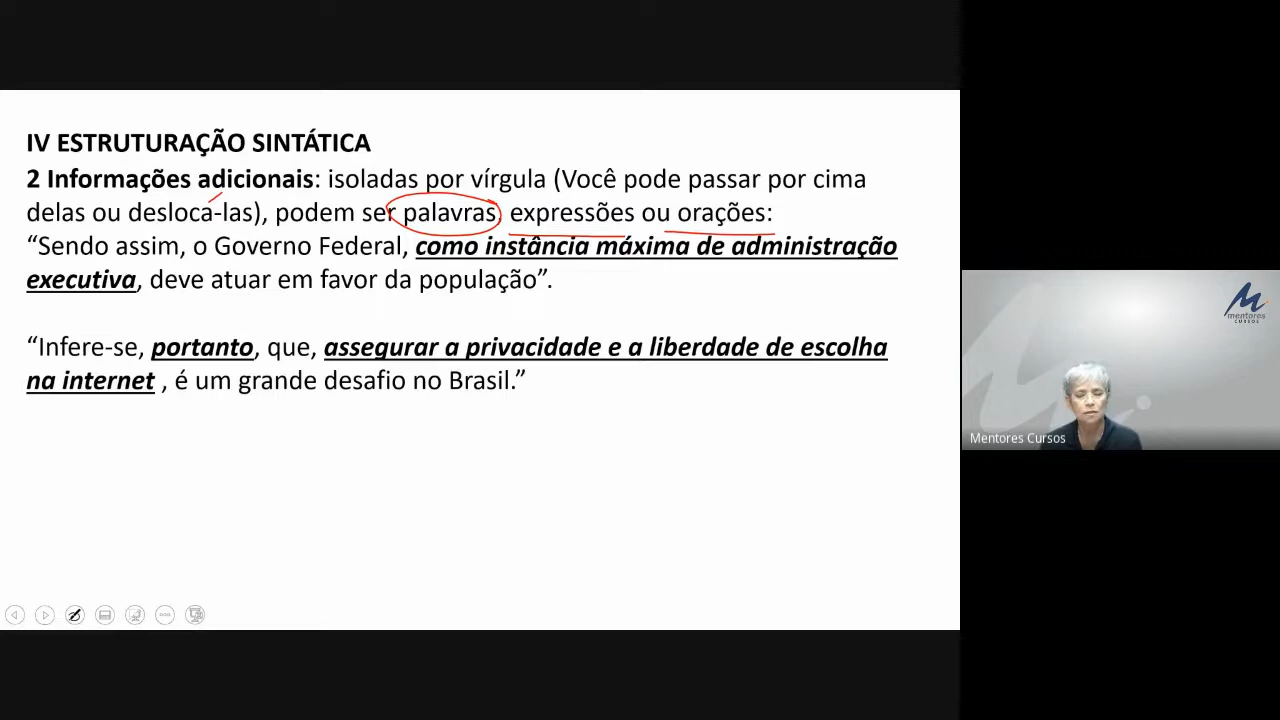 IV ESTRUTURAÇÃO SINTÁTICA
2 Informações adicionais: isoladas por vírgula (Você pode passar por cima
delas ou deslocá-las), podem ser palavras, expressões ou orações:
“Sendo assim, o Governo Federal, como instância máxima de administração
executiva, deve atuar em favor da população”.
“Infere-se, portanto, que, assegurar a privacidade e a liberdade de escolha
na internet , é um grande desafio no Brasil.”
mentores
CURSOS
Mentores Cursos